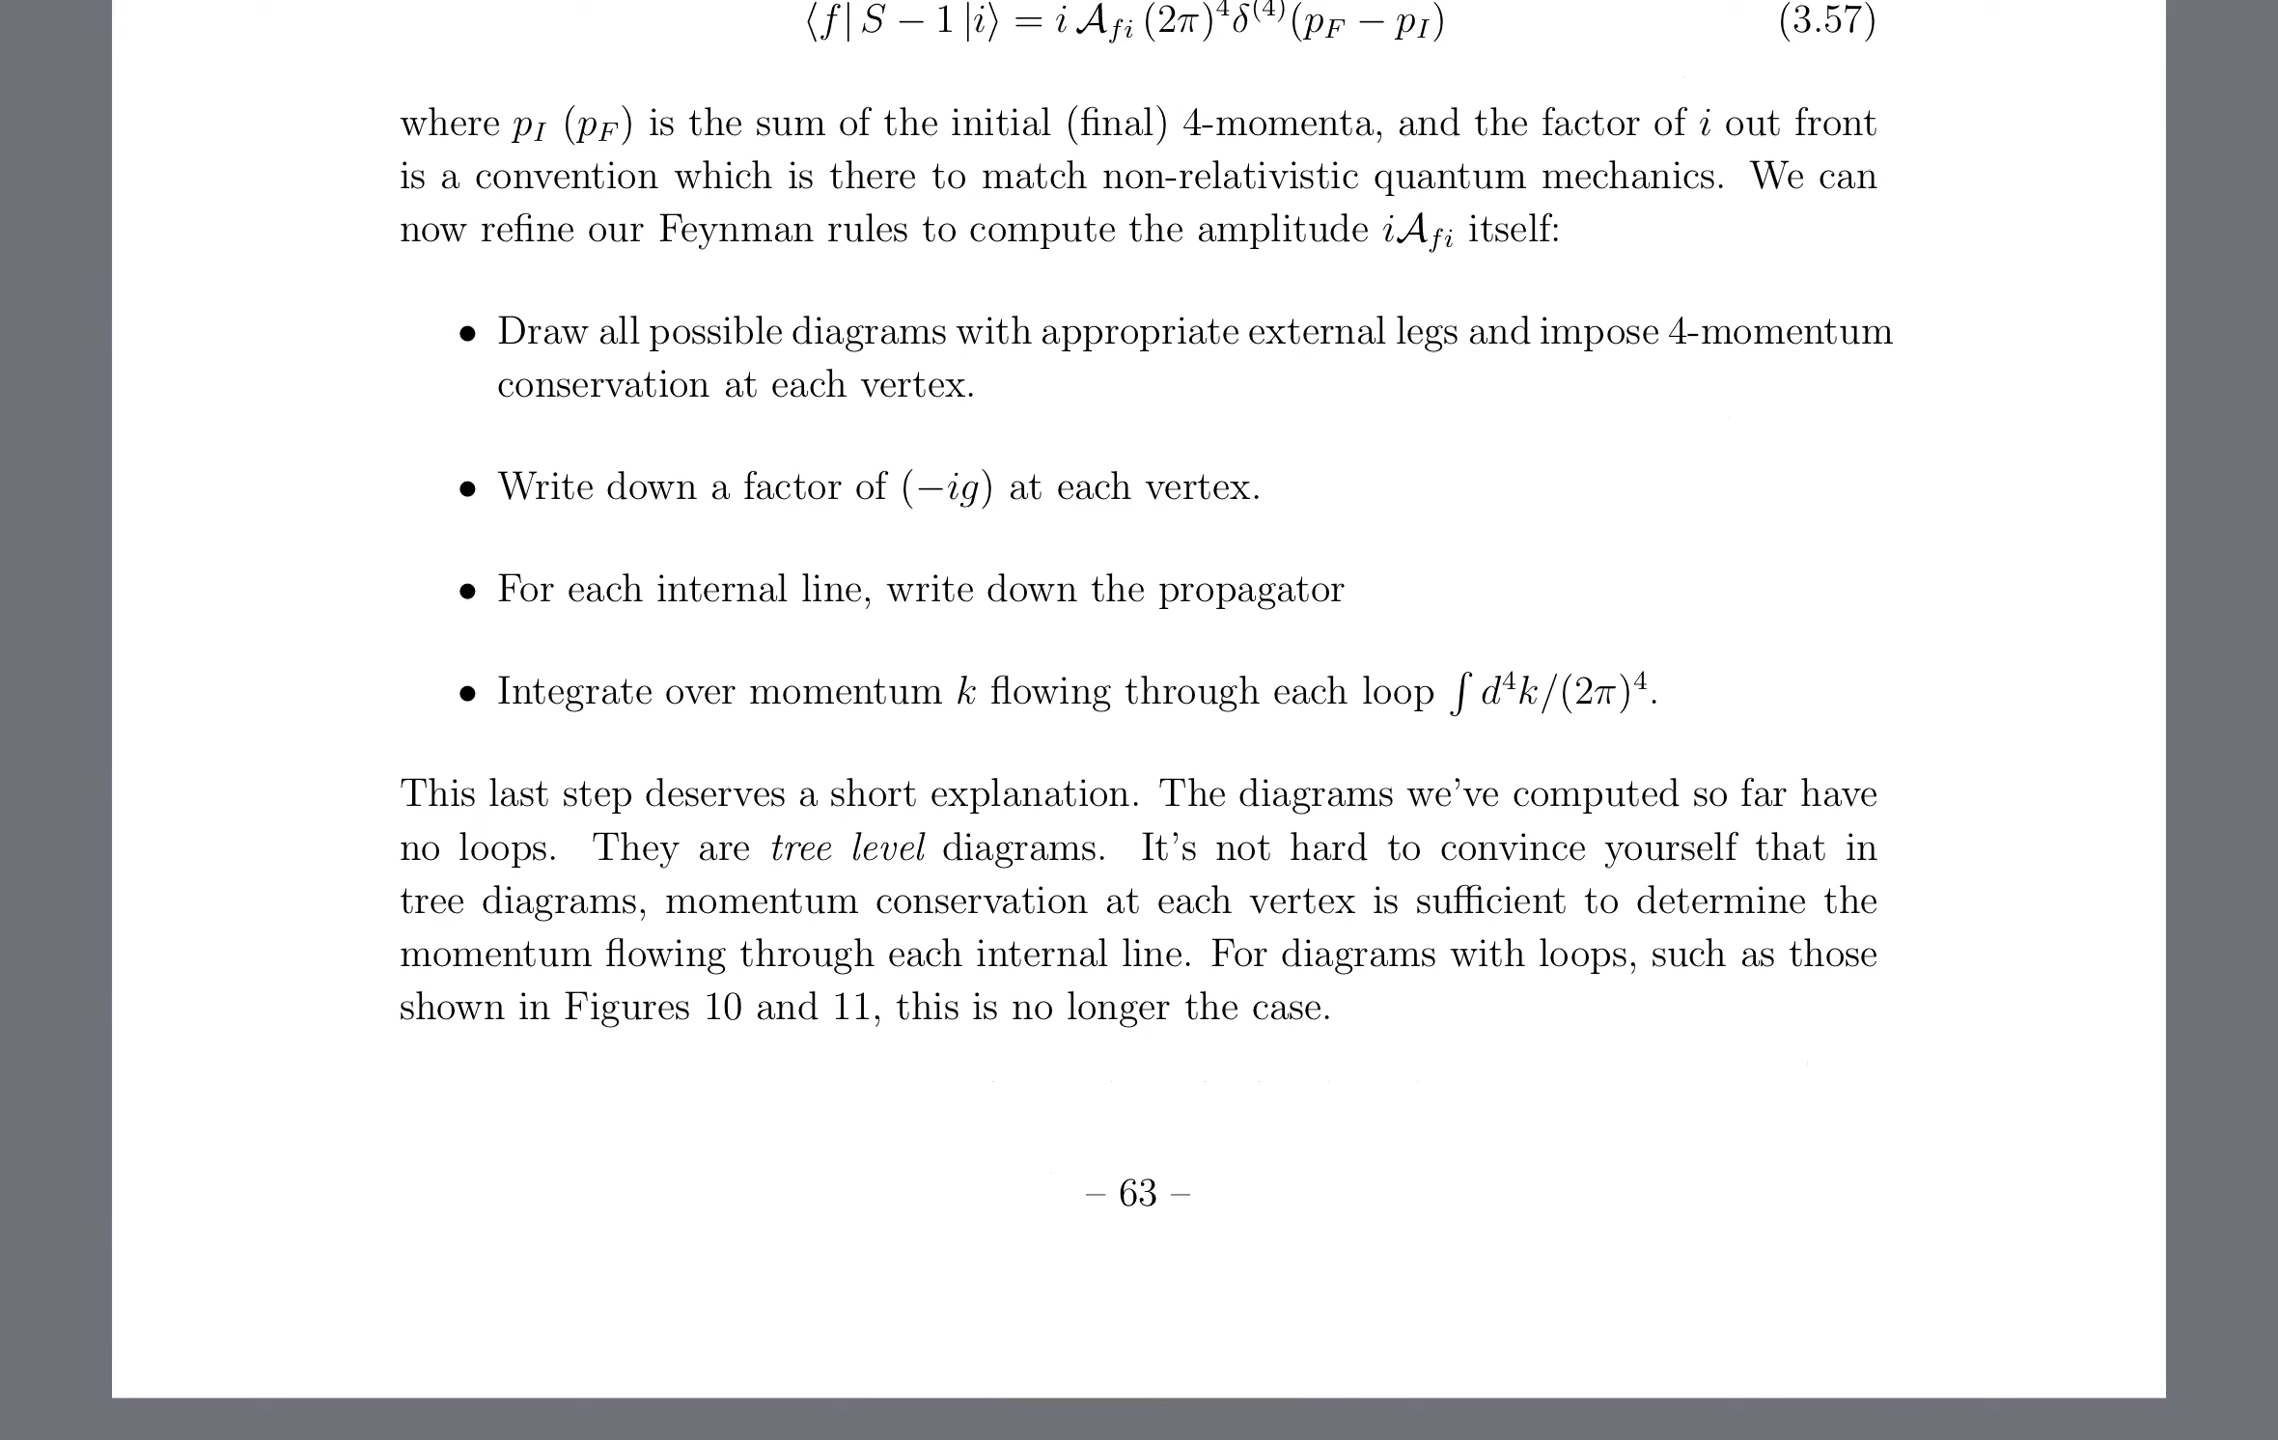 ⟨f| S − 1 |i⟩ = i 𝒜_{fi} (2π)^4 δ^{(4)}(p_F − p_I) (3.57)
where p_I (p_F) is the sum of the initial (final) 4-momenta, and the factor of i out front
is a convention which is there to match non-relativistic quantum mechanics. We can
now refine our Feynman rules to compute the amplitude i𝒜_{fi} itself:
• Draw all possible diagrams with appropriate external legs and impose 4-momentum
conservation at each vertex.
• Write down a factor of (−ig) at each vertex.
• For each internal line, write down the propagator
• Integrate over momentum k flowing through each loop ∫ d^4k/(2π)^4.
This last step deserves a short explanation. The diagrams we've computed so far have
no loops. They are tree level diagrams. It's not hard to convince yourself that in
tree diagrams, momentum conservation at each vertex is sufficient to determine the
momentum flowing through each internal line. For diagrams with loops, such as those
shown in Figures 10 and 11, this is no longer the case.
– 63 –